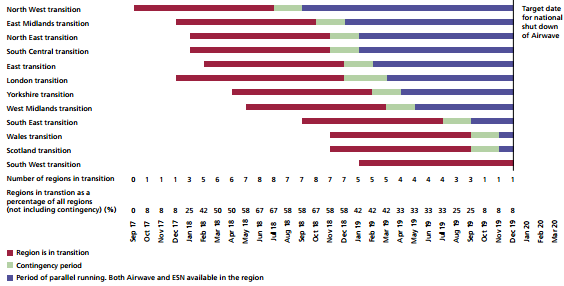 North West transition
Target date
for national
shut down
of Airwave
East Midlands transition
North East transition
South Central transition
East transition
London transition
Yorkshire transition
West Midlands transition
South East transition
Wales transition
Scotland transition
South West transition
Number of regions in transition 0 1 1 1 3 5 6 6 7 8 8 7 7 8 7 7 5 5 5 4 4 4 4 3 3 1 1 1
Regions in transition as a
percentage of all regions
(not including contingency) (%) 0 8 8 8 25 42 50 50 58 67 67 58 58 67 58 58 42 42 42 33 33 33 33 25 25 8 8 8
Sep 17 Oct 17 Nov 17 Dec 17 Jan 18 Feb 18 Mar 18 Apr 18 May 18 Jun 18 Jul 18 Aug 18 Sep 18 Oct 18 Nov 18 Dec 18 Jan 19 Feb 19 Mar 19 Apr 19 May 19 Jun 19 Jul 19 Aug 19 Sep 19 Oct 19 Nov 19 Dec 19 Jan 20 Feb 20 Mar 20
Region is in transition
Contingency period
Period of parallel running. Both Airwave and ESN available in the region